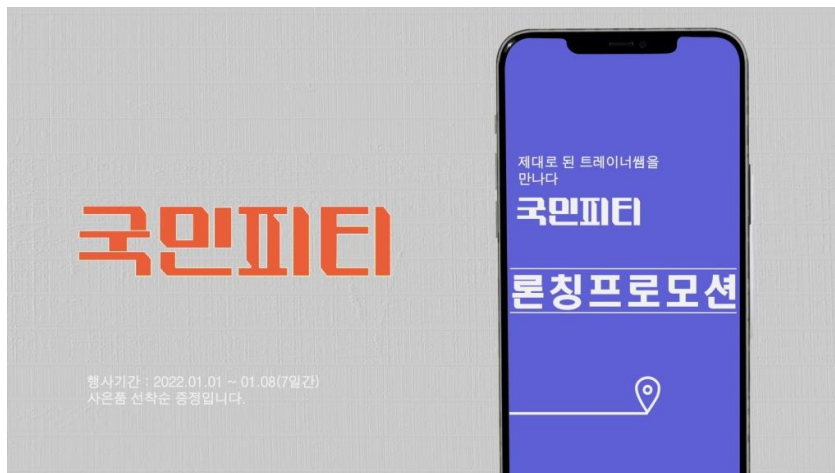 국민피티
행사기간 : 2022.01.01 ~ 01.08(7일간)
사은품 선착순 증정입니다.
제대로 된 트레이너쌤을
만나다
국민피티
론칭프로모션